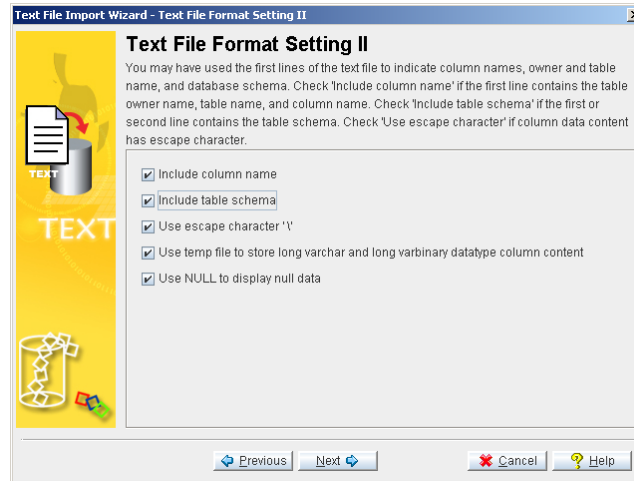 Text File Import Wizard - Text File Format Setting II
Text File Format Setting II
You may have used the first lines of the text file to indicate column names, owner and table
name, and database schema. Check 'Include column name' if the first line contains the table
owner name, table name, and column name. Check 'Include table schema' if the first or
second line contains the table schema. Check 'Use escape character' if column data content
has escape character.
TEXT
TEXT
Include column name
Include table schema
Use escape character '\'
Use temp file to store long varchar and long varbinary datatype column content
Use NULL to display null data
Previous Next Cancel Help